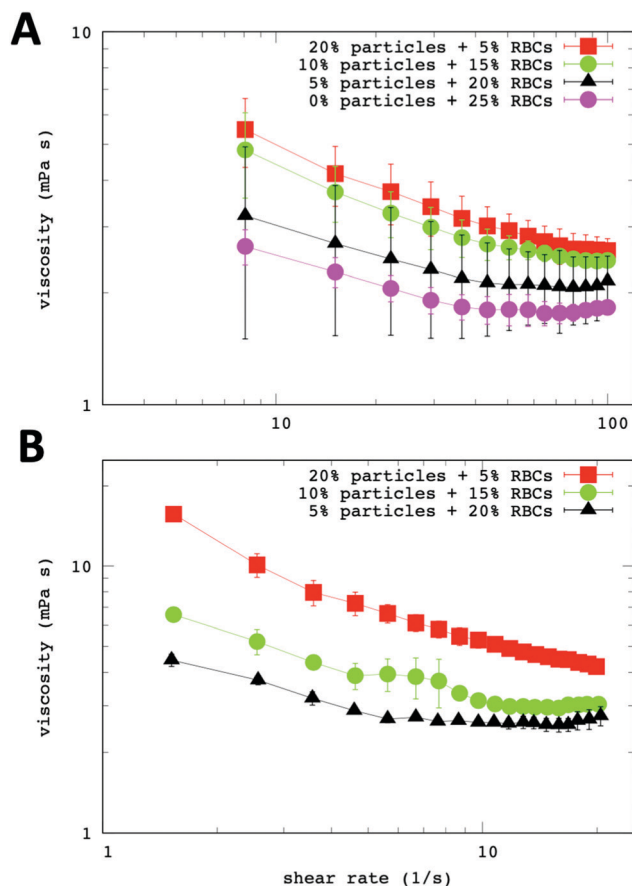 A
10
20% particles + 5% RBCs
10% particles + 15% RBCs
5% particles + 20% RBCs
0% particles + 25% RBCs
viscosity (mPa s)
1
10
100
B
20% particles + 5% RBCs
10% particles + 15% RBCs
5% particles + 20% RBCs
10
viscosity (mPa s)
1
1
10
shear rate (1/s)